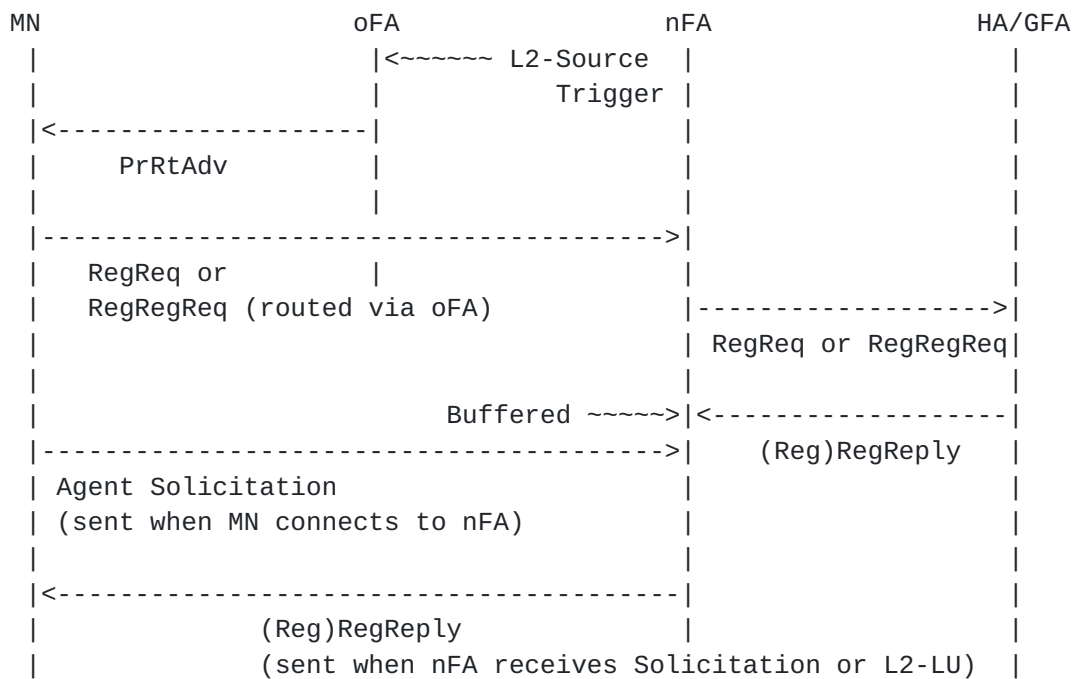 MN oFA nFA HA/GFA
| |<~~~~~~ L2-Source | |
| | Trigger | |
|<--------------------| | |
| PrRtAdv | | |
| | | |
|---------------------------------------->| |
| RegReq or | | |
| RegRegReq (routed via oFA) |------------------->|
| | RegReq or RegRegReq|
| | |
| Buffered ~~~~~>|<-------------------|
|---------------------------------------->| (Reg)RegReply |
| Agent Solicitation | |
| (sent when MN connects to nFA) | |
| | |
|<----------------------------------------| |
| (Reg)RegReply | |
| (sent when nFA receives Solicitation or L2-LU) |